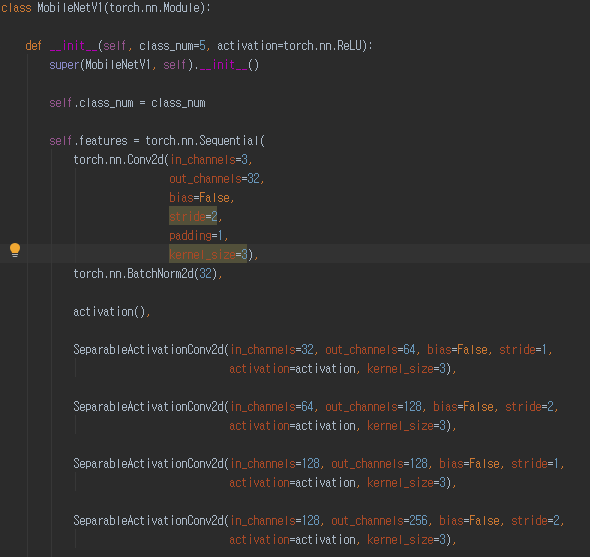 class MobileNetV1(torch.nn.Module):
def __init__(self, class_num=5, activation=torch.nn.ReLU):
super(MobileNetV1, self).__init__()
self.class_num = class_num
self.features = torch.nn.Sequential(
torch.nn.Conv2d(in_channels=3,
out_channels=32,
bias=False,
stride=2,
padding=1,
kernel_size=3),
torch.nn.BatchNorm2d(32),
activation(),
SeparableActivationConv2d(in_channels=32, out_channels=64, bias=False, stride=1,
activation=activation, kernel_size=3),
SeparableActivationConv2d(in_channels=64, out_channels=128, bias=False, stride=2,
activation=activation, kernel_size=3),
SeparableActivationConv2d(in_channels=128, out_channels=128, bias=False, stride=1,
activation=activation, kernel_size=3),
SeparableActivationConv2d(in_channels=128, out_channels=256, bias=False, stride=2,
activation=activation, kernel_size=3),